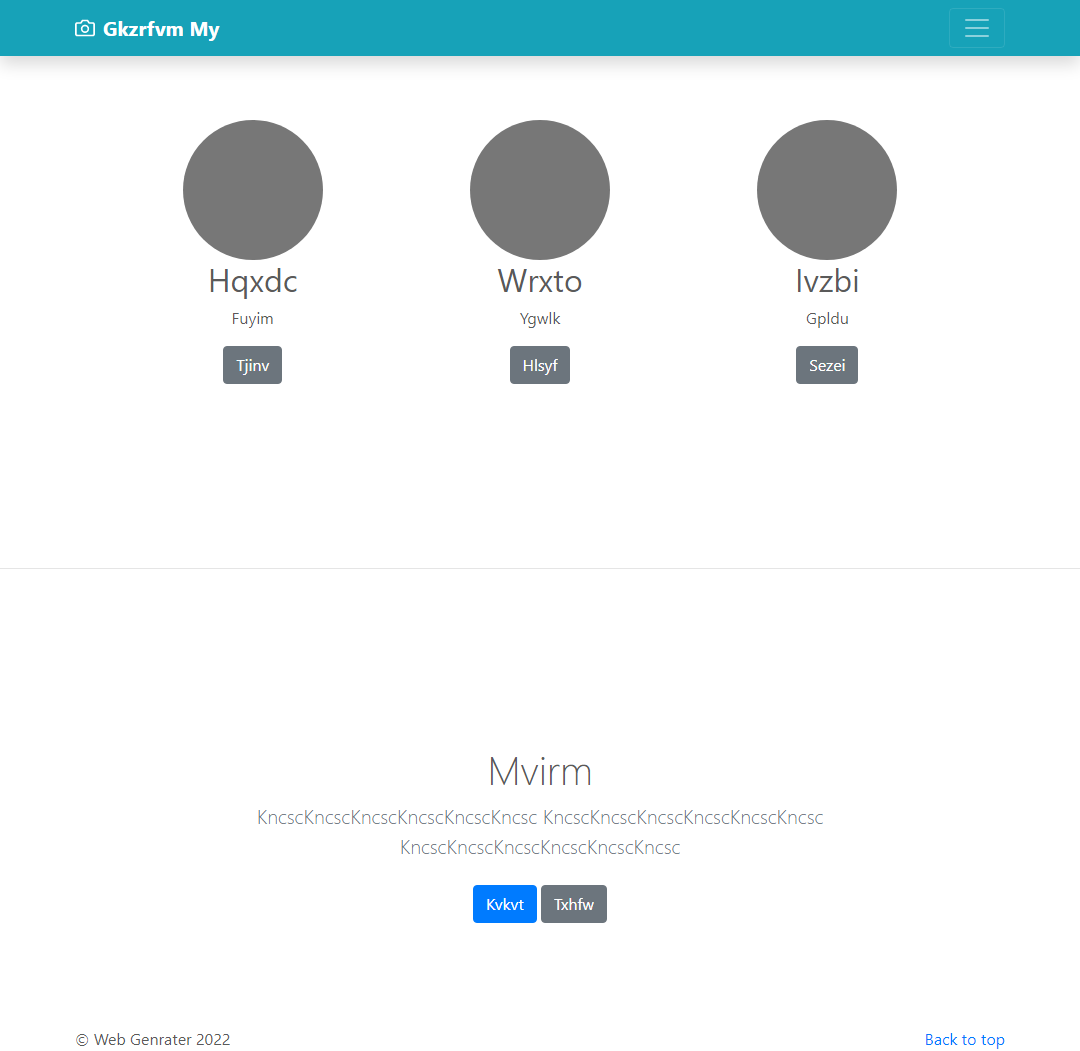 Gkzrfvm My
Hqxdc
Wrxto
Ivzbi
Fuyim
Ygwlk
Gpldu
Tjinv
Hlsyf
Sezei
Mvirm
KncscKncscKncscKncscKncscKncsc KncscKncscKncscKncscKncscKncsc
KncscKncscKncscKncscKncscKncsc
Kvkvt
Txhfw
© Web Genrater 2022
Back to top